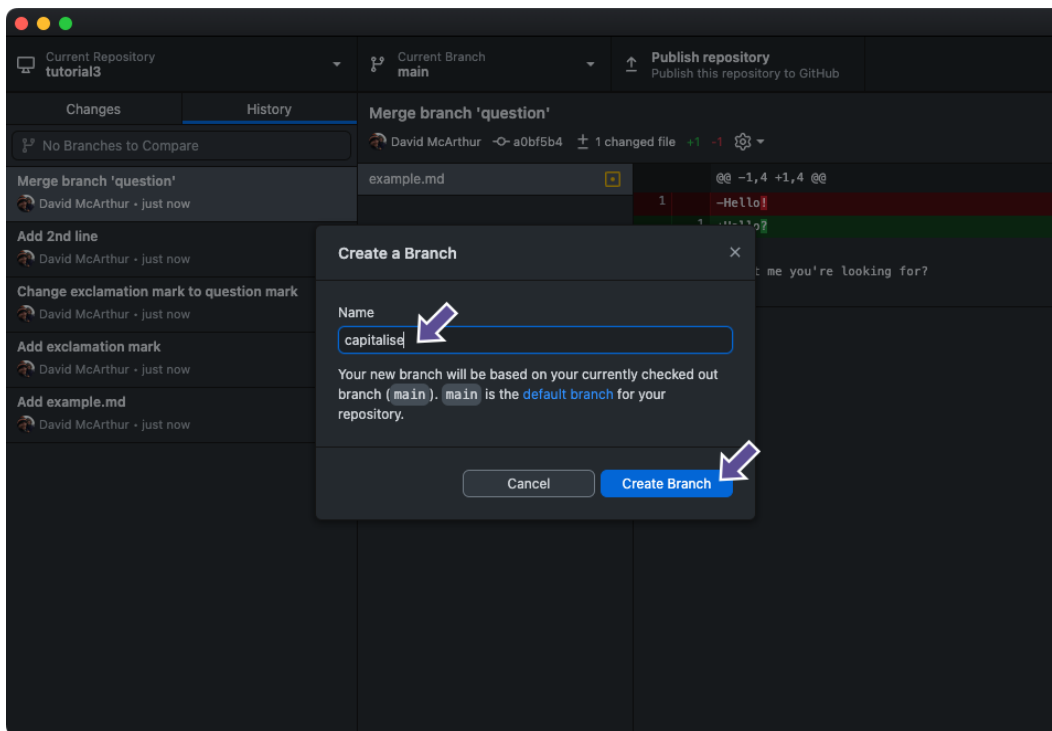 Current Repository
tutorial3
Current Branch
main
Publish repository
Publish this repository to GitHub
Changes
History
No Branches to Compare
Merge branch 'question'
David McArthur • just now
Add 2nd line
David McArthur • just now
Change exclamation mark to question mark
David McArthur • just now
Add exclamation mark
David McArthur • just now
Add example.md
David McArthur • just now
Merge branch 'question'
David McArthur a0bf5b4 1 changed file +1 -1
example.md
@@ -1,4 +1,4 @@
1 -Hello!
1 +Hello?
me you're looking for?
Create a Branch
Name
capitalise
Your new branch will be based on your currently checked out
branch (main). main is the default branch for your
repository.
Cancel
Create Branch